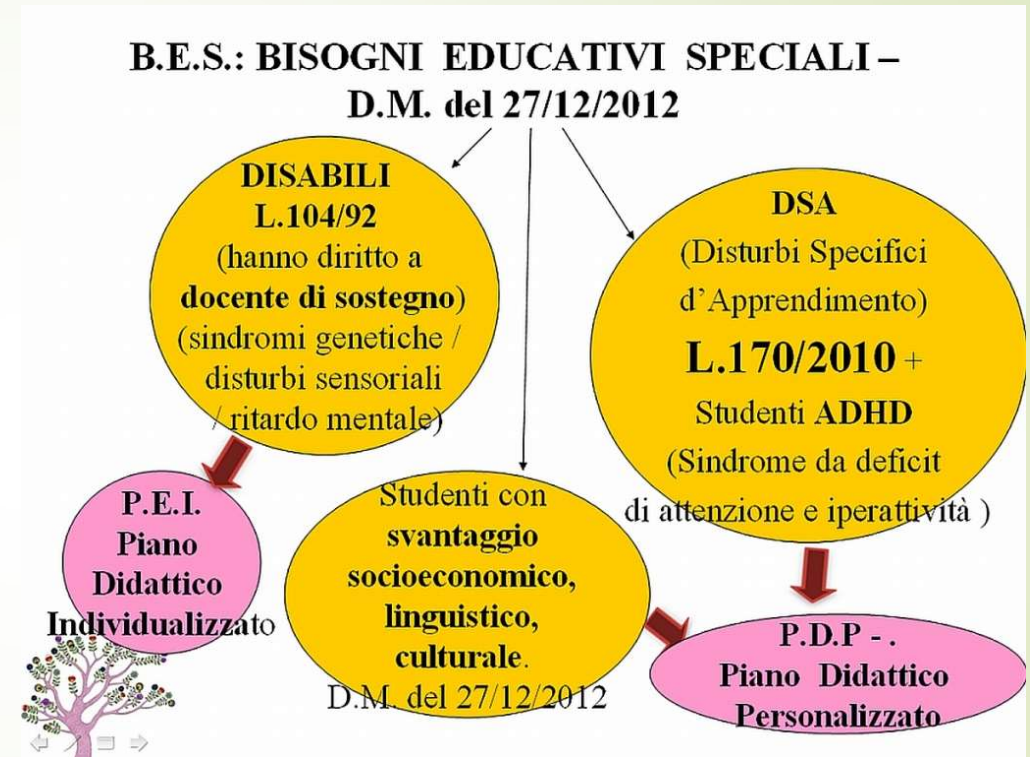 B.E.S.: BISOGNI EDUCATIVI SPECIALI –
D.M. del 27/12/2012
DISABILI
L.104/92
(hanno diritto a
docente di sostegno)
(sindromi genetiche /
disturbi sensoriali
/ ritardo mentale)
DSA
(Disturbi Specifici
d’Apprendimento)
L.170/2010 +
Studenti ADHD
(Sindrome da deficit
di attenzione e iperattività )
P.E.I.
Piano
Didattico
Individualizzato
Studenti con
svantaggio
socioeconomico,
linguistico,
culturale.
D.M. del 27/12/2012
P.D.P - .
Piano Didattico
Personalizzato